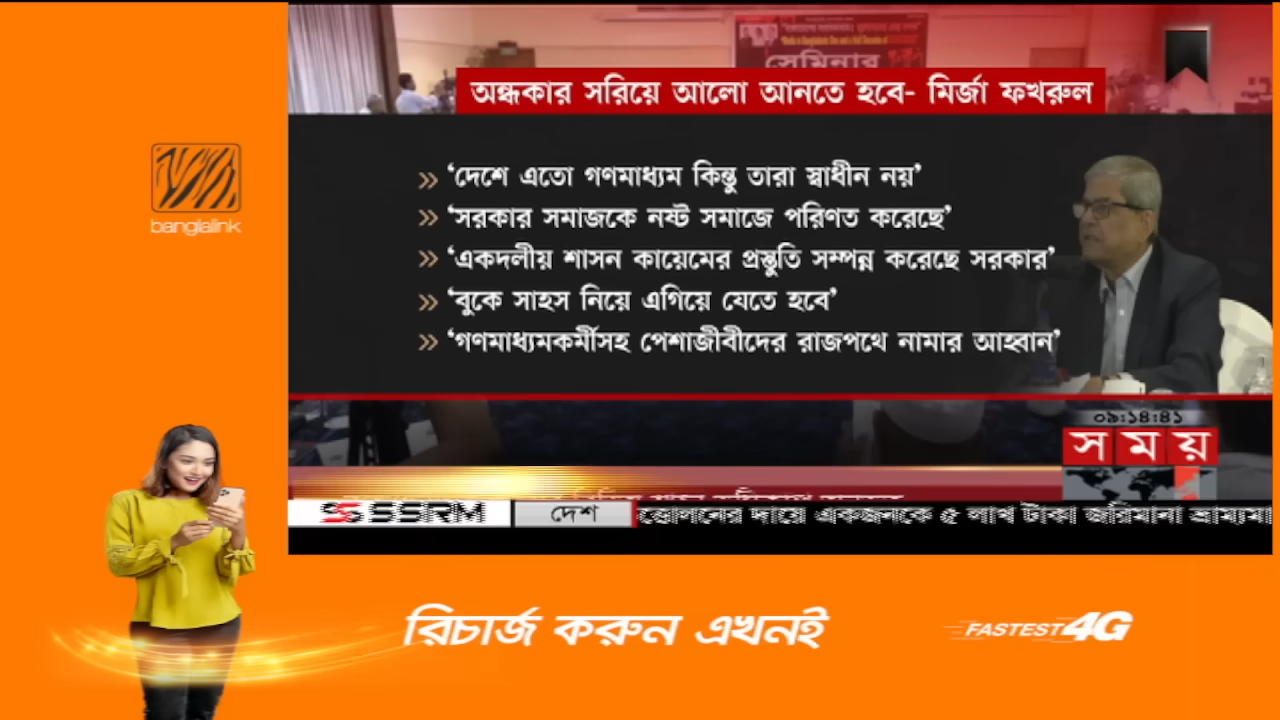 সেমিনার
অন্ধকার সরিয়ে আলো আনতে হবে- মির্জা ফখরুল
›› ‘দেশে এতো গণমাধ্যম কিন্তু তারা স্বাধীন নয়’
›› ‘সরকার সমাজকে নষ্ট সমাজে পরিণত করেছে’
›› ‘একদলীয় শাসন কায়েমের প্রস্তুতি সম্পন্ন করেছে সরকার’
›› ‘বুকে সাহস নিয়ে এগিয়ে যেতে হবে’
›› ‘গণমাধ্যমকর্মীসহ পেশাজীবীদের রাজপথে নামার আহ্বান’
banglalink
০৯:১৪:৪১
সময়
SSRM
দেশ
দায়ে একজনকে ৫ লাখ টাকা জরিমানা
রিচার্জ করুন এখনই
FASTEST 4G